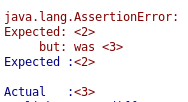 java.lang.AssertionError:
Expected: <2>
     but: was <3>
Expected :<2>
Actual   :<3>